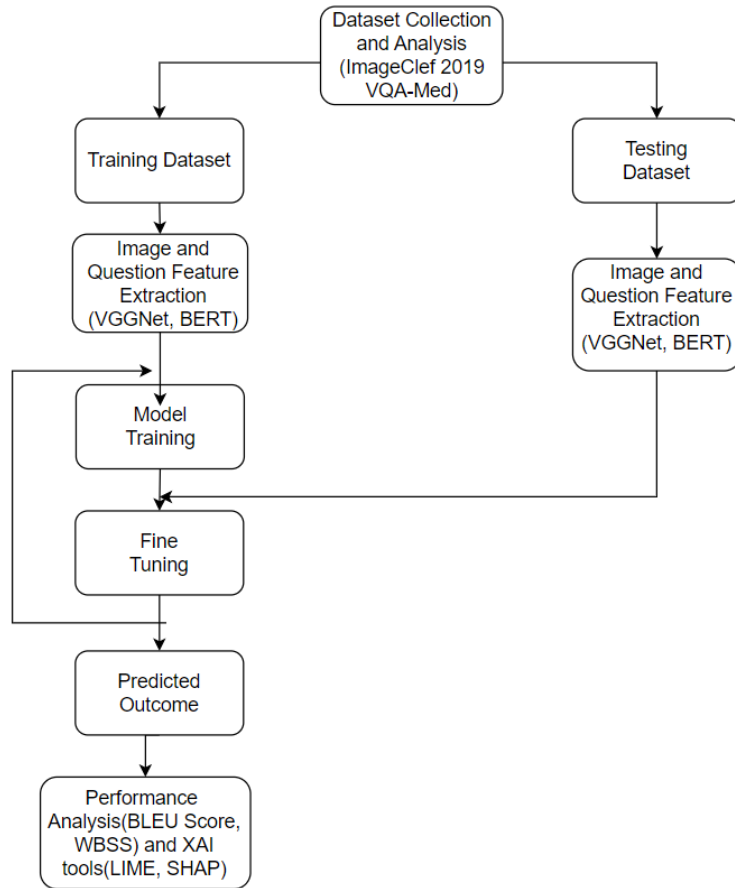 Dataset Collection
and Analysis
(ImageClef 2019
VQA-Med)
Training Dataset
Testing
Dataset
Image and
Question Feature
Extraction
(VGGNet, BERT)
Image and
Question Feature
Extraction
(VGGNet, BERT)
Model
Training
Fine
Tuning
Predicted
Outcome
Performance
Analysis(BLEU Score,
WBSS) and XAI
tools(LIME, SHAP)